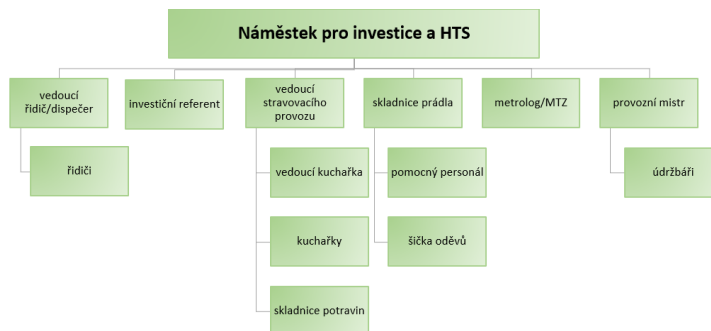 Náměstek pro investice a HTS
vedoucí
řidič/dispečer
investiční referent
vedoucí
stravovacího
provozu
skladnice prádla
metrolog/MTZ
provozní mistr
řidiči
vedoucí kuchařka
pomocný personál
údržbáři
kuchařky
šička oděvů
skladnice potravin